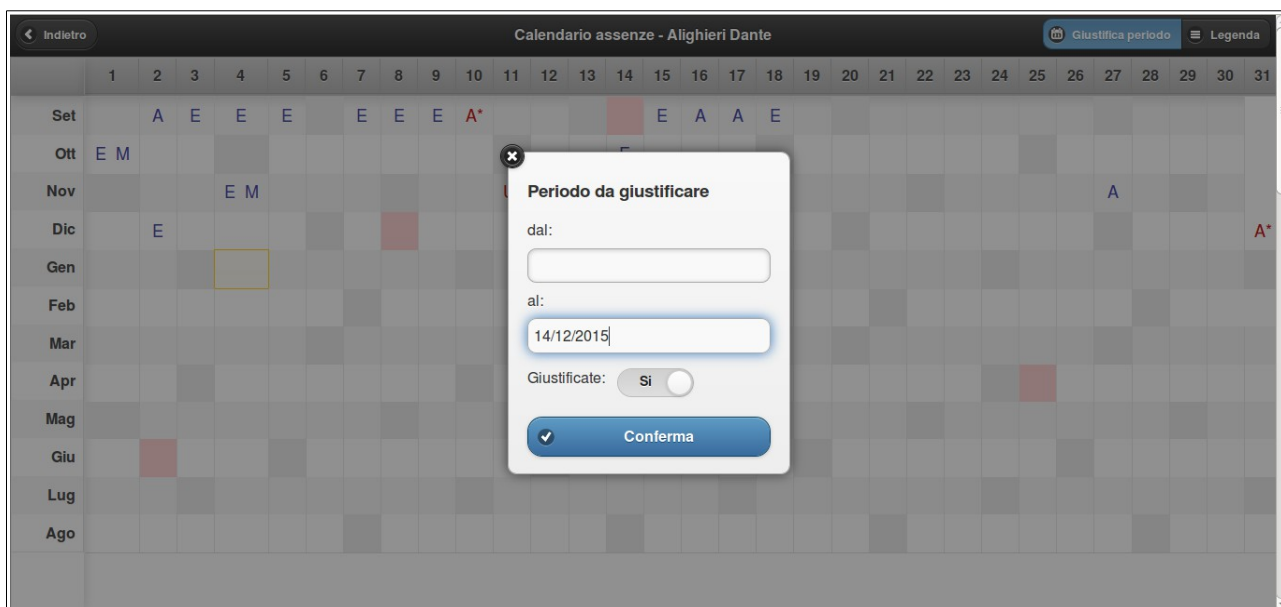 Indietro Calendario assenze - Alighieri Dante Giustifica periodo Legenda
1 2 3 4 5 6 7 8 9 10 11 12 13 14 15 16 17 18 19 20 21 22 23 24 25 26 27 28 29 30 31
Set A E E E E E E A* E A A E
Ott E M
Nov E M A
Dic E A*
Gen
Feb
Mar
Apr
Mag
Giu
Lug
Ago
Periodo da giustificare
dal:
al:
14/12/2015
Giustificate: Si
Conferma